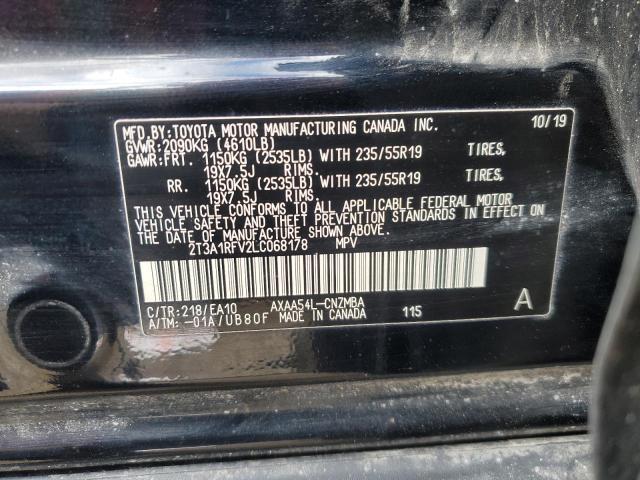 MFD.BY:TOYOTA MOTOR MANUFACTURING CANADA INC. 10/19
GVWR:2090KG (4610LB)
GAWR:FRT. 1150KG (2535LB) WITH 235/55R19 TIRES,
19X7.5J RIMS.
RR. 1150KG (2535LB) WITH 235/55R19 TIRES,
19X7.5J RIMS.
THIS VEHICLE CONFORMS TO ALL APPLICABLE FEDERAL MOTOR
VEHICLE SAFETY AND THEFT PREVENTION STANDARDS IN EFFECT ON
THE DATE OF MANUFACTURE SHOWN ABOVE.
2T3A1RFV2LC068178 MPV
C/TR:218/EA10 AXAA54L-CNZMBA
A/TM:-01A/UB80F MADE IN CANADA 115 A